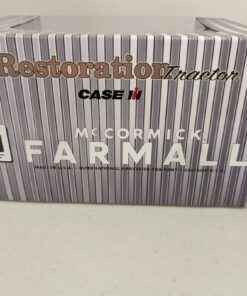 Restoration Tractor
CASE IH
McCORMICK
FARMALL